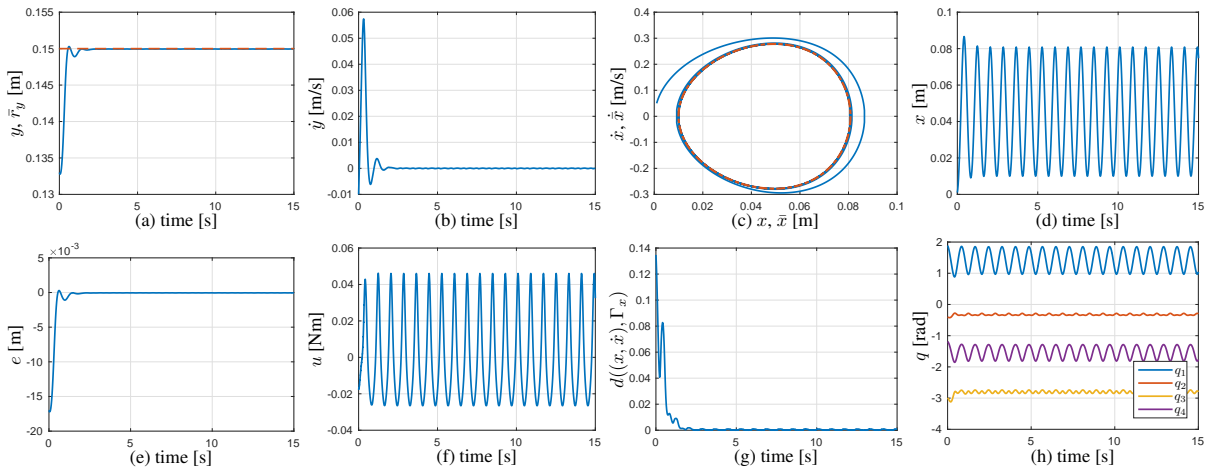 0.16
0.15
0.14
0.13
0 5 10 15
y, r̄_y [m]
(a) time [s]
0.06
0.05
0.04
0.03
0.02
0.01
0
-0.01
0 5 10 15
ẏ [m/s]
(b) time [s]
0.4
0.3
0.2
0.1
0
-0.1
-0.2
-0.3
0 0.02 0.04 0.06 0.08 0.1
ẋ, x̄̇ [m/s]
(c) x, x̄ [m]
0.1
0.08
0.06
0.04
0.02
0
0 5 10 15
x [m]
(d) time [s]
×10⁻³
5
0
-5
-10
-15
-20
0 5 10 15
e [m]
(e) time [s]
0.06
0.04
0.02
0
-0.02
-0.04
0 5 10 15
u [Nm]
(f) time [s]
0.14
0.12
0.10
0.08
0.06
0.04
0.02
0
0 5 10 15
d((x, ẋ), Γ_x)
(g) time [s]
2
1
0
-1
-2
-3
-4
0 5 10 15
q [rad]
q₁
q₂
q₃
q₄
(h) time [s]